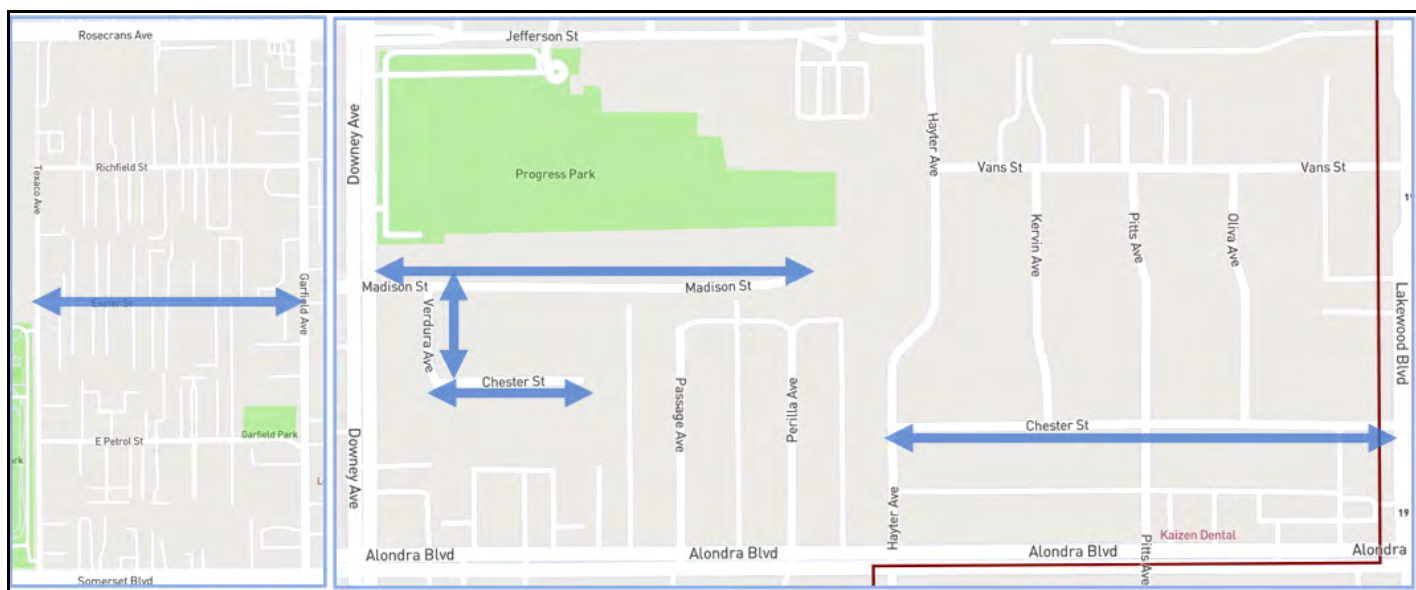 Rosecrans Ave
Richfield St
Texaco Ave
Exeter St
Garfield Ave
E Petrol St
Garfield Park
ark
Somerset Blvd
Jefferson St
Downey Ave
Progress Park
Hayter Ave
Vans St
Vans St
Kervin Ave
Pitts Ave
Oliva Ave
Madison St
Madison St
Verdura Ave
Lakewood Blvd
Chester St
Passage Ave
Perilla Ave
Chester St
Downey Ave
Hayter Ave
19
Kaizen Dental
Alondra Blvd
Alondra Blvd
Alondra Blvd
Pitts Ave
Alondra